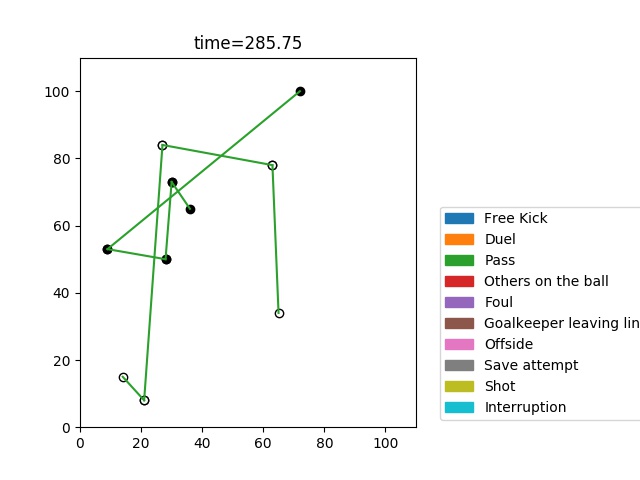 time=285.75
100
80
60
40
20
0
0 20 40 60 80 100
Free Kick
Duel
Pass
Others on the ball
Foul
Goalkeeper leaving lin
Offside
Save attempt
Shot
Interruption